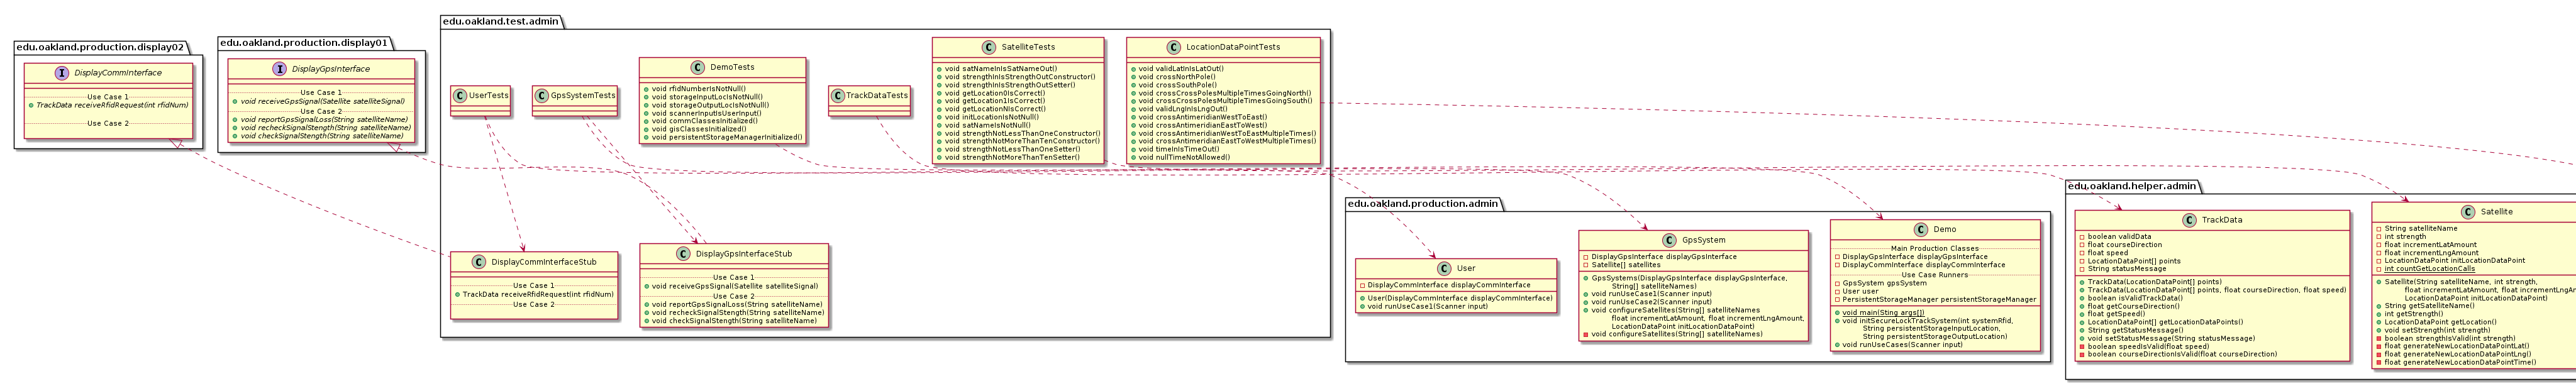 edu.oakland.production.display02
I DisplayCommInterface
Use Case 1
TrackData receiveRfidRequest(int rfidNum)
Use Case 2
edu.oakland.production.display01
I DisplayGpsInterface
Use Case 1
void receiveGpsSignal(Satellite satelliteSignal)
Use Case 2
void reportGpsSignalLoss(String satelliteName)
void recheckSignalStength(String satelliteName)
void checkSignalStength(String satelliteName)
edu.oakland.test.admin
C UserTests
C GpsSystemTests
C DemoTests
void rfidNumberIsNotNull()
void storageInputLocIsNotNull()
void storageOutputLocIsNotNull()
void scannerInputIsUserInput()
void commClassesInitialized()
void gisClassesInitialized()
void persistentStorageManagerInitialized()
C TrackDataTests
C SatelliteTests
void satNameInIsSatNameOut()
void strengthInIsStrengthOutConstructor()
void strengthInIsStrengthOutSetter()
void getLocation0IsCorrect()
void getLocation1IsCorrect()
void getLocationNIsCorrect()
void initLocationIsNotNull()
void satNameIsNotNull()
void strengthNotLessThanOneConstructor()
void strengthNotMoreThanTenConstructor()
void strengthNotLessThanOneSetter()
void strengthNotMoreThanTenSetter()
C LocationDataPointTests
void validLatInIsLatOut()
void crossNorthPole()
void crossSouthPole()
void crossCrossPolesMultipleTimesGoingNorth()
void crossCrossPolesMultipleTimesGoingSouth()
void validLngInIsLngOut()
void crossAntimeridianWestToEast()
void crossAntimeridianEastToWest()
void crossAntimeridianWestToEastMultipleTimes()
void crossAntimeridianEastToWestMultipleTimes()
void timeInIsTimeOut()
void nullTimeNotAllowed()
C DisplayCommInterfaceStub
Use Case 1
TrackData receiveRfidRequest(int rfidNum)
Use Case 2
C DisplayGpsInterfaceStub
Use Case 1
void receiveGpsSignal(Satellite satelliteSignal)
Use Case 2
void reportGpsSignalLoss(String satelliteName)
void recheckSignalStength(String satelliteName)
void checkSignalStength(String satelliteName)
edu.oakland.production.admin
C User
DisplayCommInterface displayCommInterface
User(DisplayCommInterface displayCommInterface)
void runUseCase1(Scanner input)
C GpsSystem
DisplayGpsInterface displayGpsInterface
Satellite[] satellites
GpsSystems(DisplayGpsInterface displayGpsInterface,
String[] satelliteNames)
void runUseCase1(Scanner input)
void runUseCase2(Scanner input)
void configureSatellites(String[] satelliteNames
float incrementLatAmount, float incrementLngAmount,
LocationDataPoint initLocationDataPoint)
void configureSatellites(String[] satelliteNames)
C Demo
Main Production Classes
DisplayGpsInterface displayGpsInterface
DisplayCommInterface displayCommInterface
Use Case Runners
GpsSystem gpsSystem
User user
PersistentStorageManager persistentStorageManager
void main(Sting args[])
void initSecureLockTrackSystem(int systemRfid,
String persistentStorageInputLocation,
String persistentStorageOutputLocation)
void runUseCases(Scanner input)
edu.oakland.helper.admin
C TrackData
boolean validData
float courseDirection
float speed
LocationDataPoint[] points
String statusMessage
TrackData(LocationDataPoint[] points)
TrackData(LocationDataPoint[] points, float courseDirection, float speed)
boolean isValidTrackData()
float getCourseDirection()
float getSpeed()
LocationDataPoint[] getLocationDataPoints()
String getStatusMessage()
void setStatusMessage(String statusMessage)
boolean speedIsValid(float speed)
boolean courseDirectionIsValid(float courseDirection)
C Satellite
String satelliteName
int strength
float incrementLatAmount
float incrementLngAmount
LocationDataPoint initLocationDataPoint
int countGetLocationCalls
Satellite(String satelliteName, int strength,
float incrementLatAmount, float incrementLngAm
LocationDataPoint initLocationDataPoint)
String getSatelliteName()
int getStrength()
LocationDataPoint getLocation()
void setStrength(int strength)
boolean strengthIsValid(int strength)
float generateNewLocationDataPointLat()
float generateNewLocationDataPointLng()
float generateNewLocationDataPointTime()